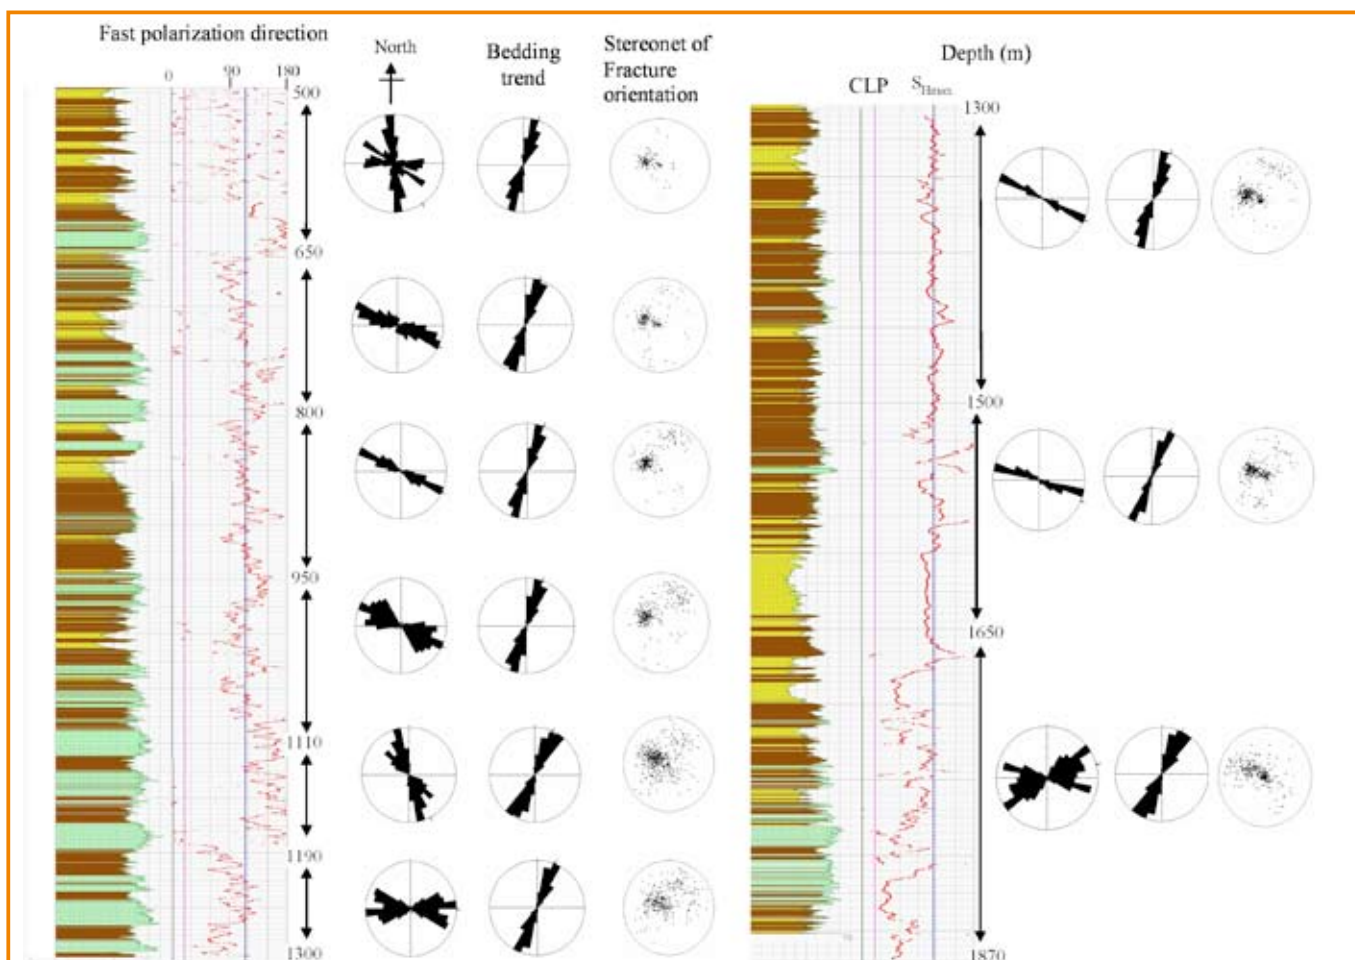 Fast polarization direction
0 90 180
North
Bedding
trend
Stereonet of
Fracture
orientation
500
650
800
950
1110
1190
1300
Depth (m)
CLP SHmax
1300
1500
1650
1870